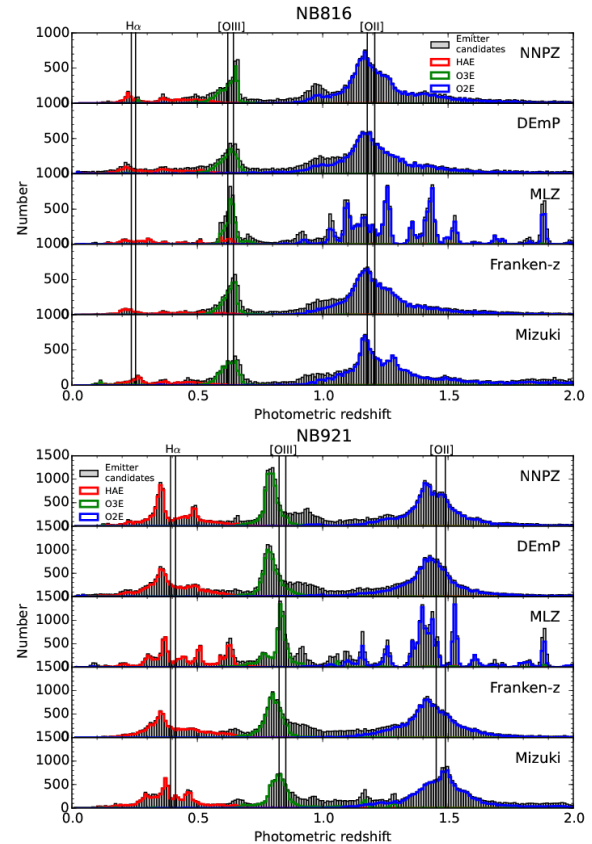 NB816
Hα [OIII] [OII]
1000
500
1000
500
1000
500
1000
500
1000
500
0
Emitter
candidates
HAE
O3E
O2E
NNPZ
DEmP
MLZ
Franken-z
Mizuki
Number
0.0 0.5 1.0 1.5 2.0
Photometric redshift
NB921
Hα [OIII] [OII]
1500
1000
500
1500
1000
500
1500
1000
500
1500
1000
500
1500
1000
500
0
Emitter
candidates
HAE
O3E
O2E
NNPZ
DEmP
MLZ
Franken-z
Mizuki
Number
0.0 0.5 1.0 1.5 2.0
Photometric redshift